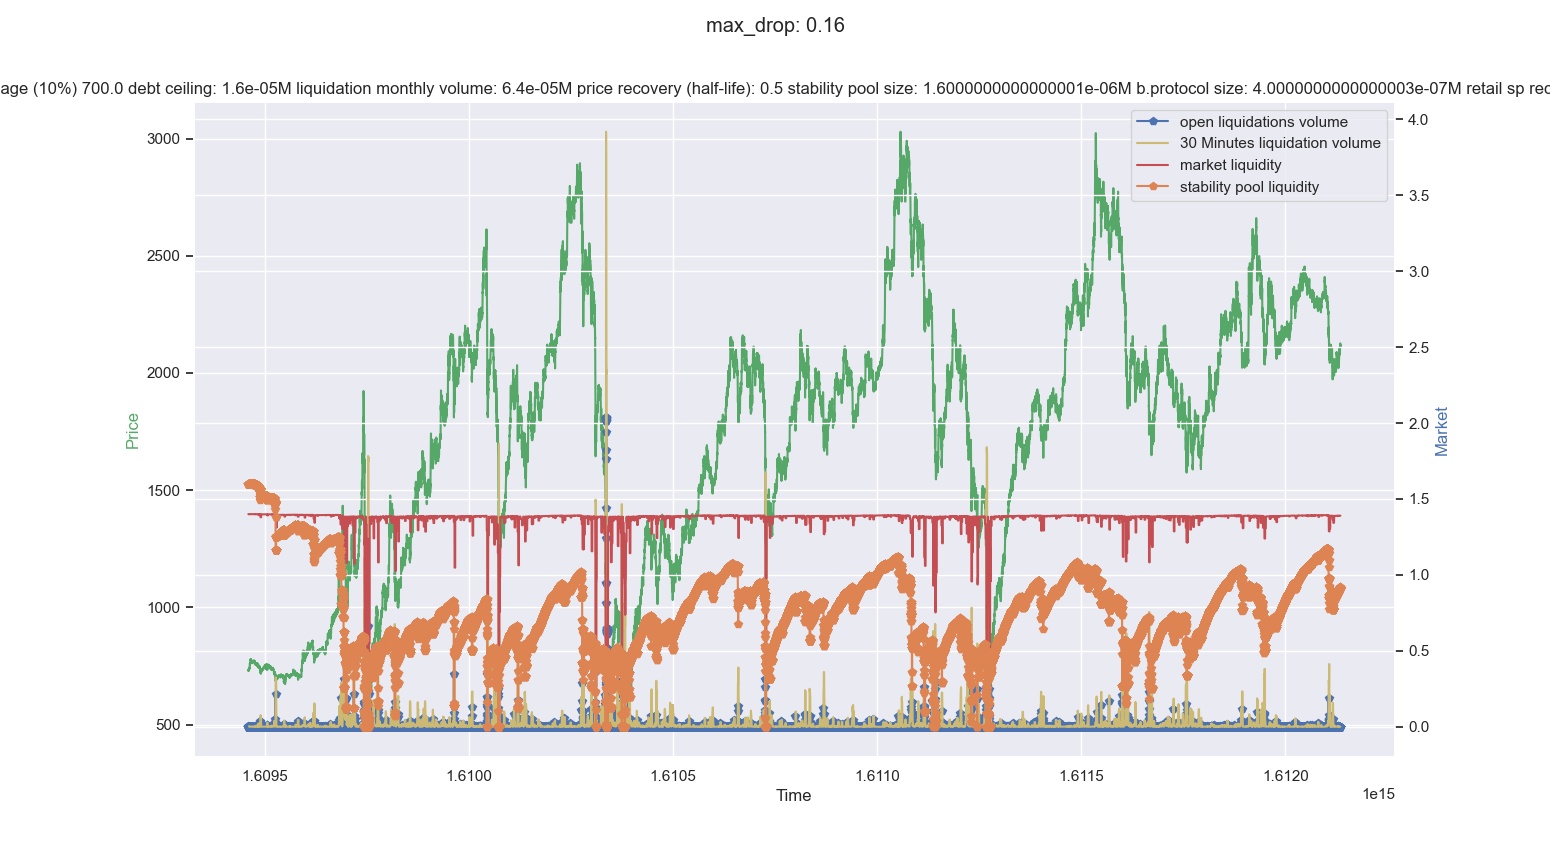 max_drop: 0.16
age (10%) 700.0 debt ceiling: 1.6e-05M liquidation monthly volume: 6.4e-05M price recovery (half-life): 0.5 stability pool size: 1.6000000000000001e-06M b.protocol size: 4.0000000000000003e-07M retail sp rec
open liquidations volume
30 Minutes liquidation volume
market liquidity
stability pool liquidity
3000
2500
2000
1500
1000
500
Price
4.0
3.5
3.0
2.5
2.0
1.5
1.0
0.5
0.0
Market
1.6095
1.6100
1.6105
1.6110
1.6115
1.6120
1e15
Time